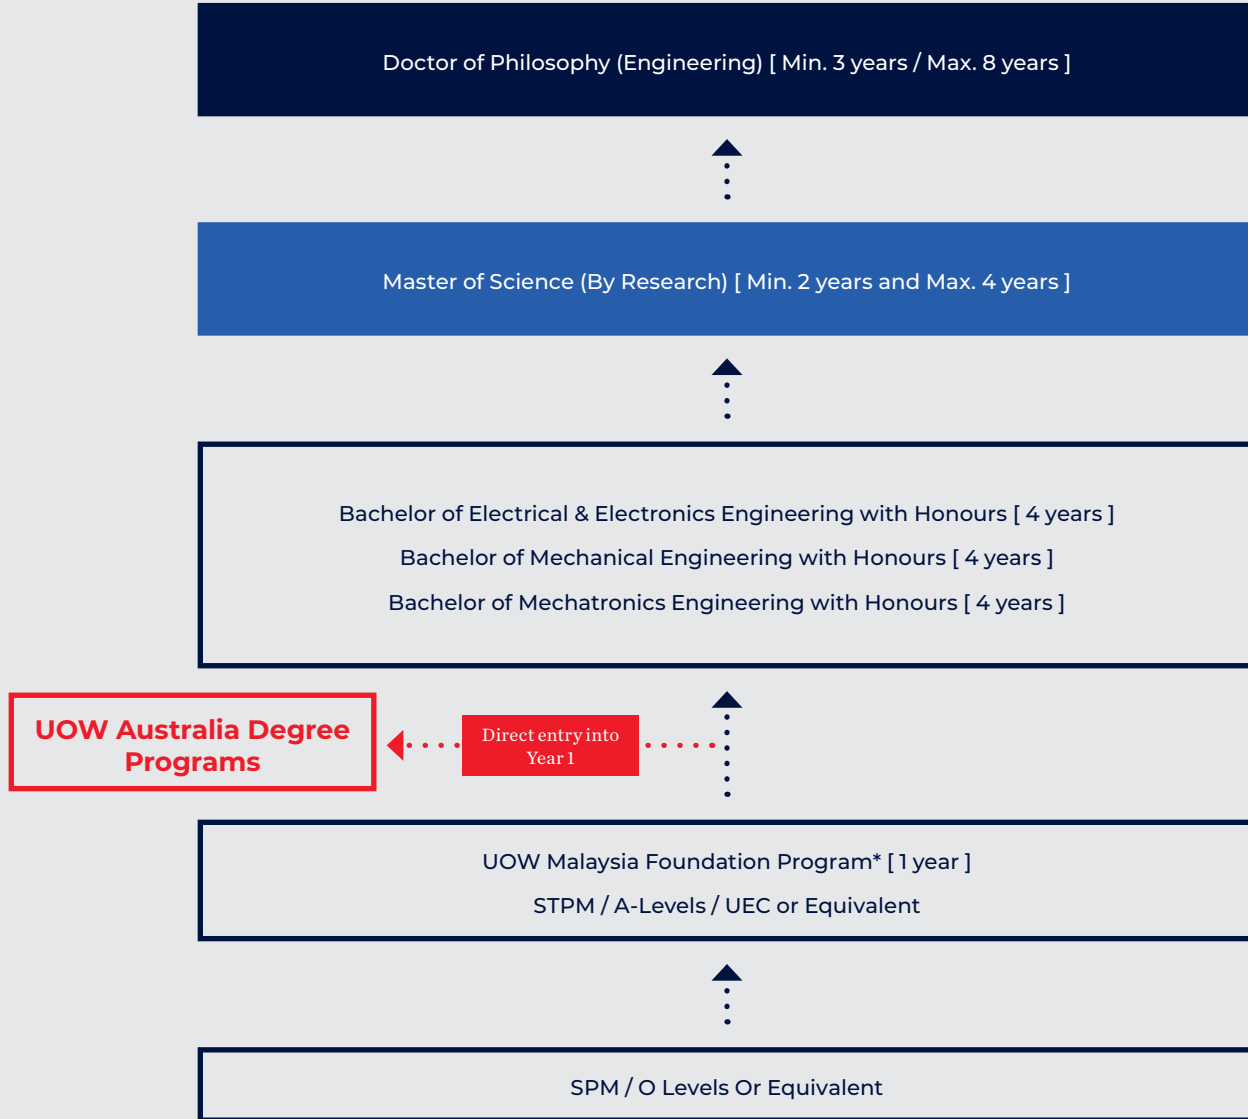 Doctor of Philosophy (Engineering) [ Min. 3 years / Max. 8 years ]
Master of Science (By Research) [ Min. 2 years and Max. 4 years ]
Bachelor of Electrical & Electronics Engineering with Honours [ 4 years ]
Bachelor of Mechanical Engineering with Honours [ 4 years ]
Bachelor of Mechatronics Engineering with Honours [ 4 years ]
UOW Australia Degree
Programs
Direct entry into
Year 1
UOW Malaysia Foundation Program* [ 1 year ]
STPM / A-Levels / UEC or Equivalent
SPM / O Levels Or Equivalent